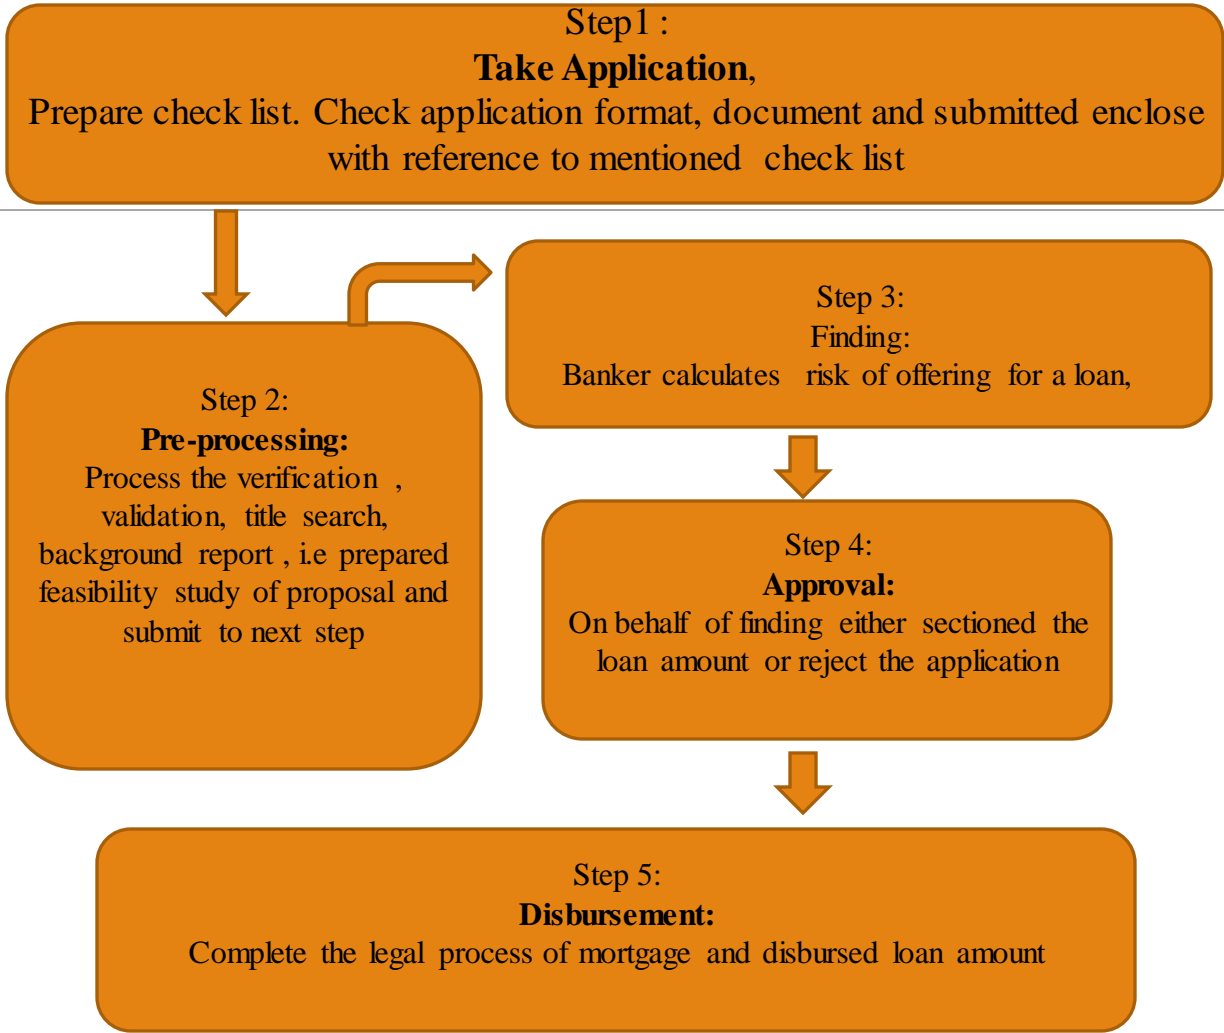 Step1 :
Take Application,
Prepare check list. Check application format, document and submitted enclose
with reference to mentioned check list
Step 2:
Pre-processing:
Process the verification ,
validation, title search,
background report , i.e prepared
feasibility study of proposal and
submit to next step
Step 3:
Finding:
Banker calculates risk of offering for a loan,
Step 4:
Approval:
On behalf of finding either sectioned the
loan amount or reject the application
Step 5:
Disbursement:
Complete the legal process of mortgage and disbursed loan amount